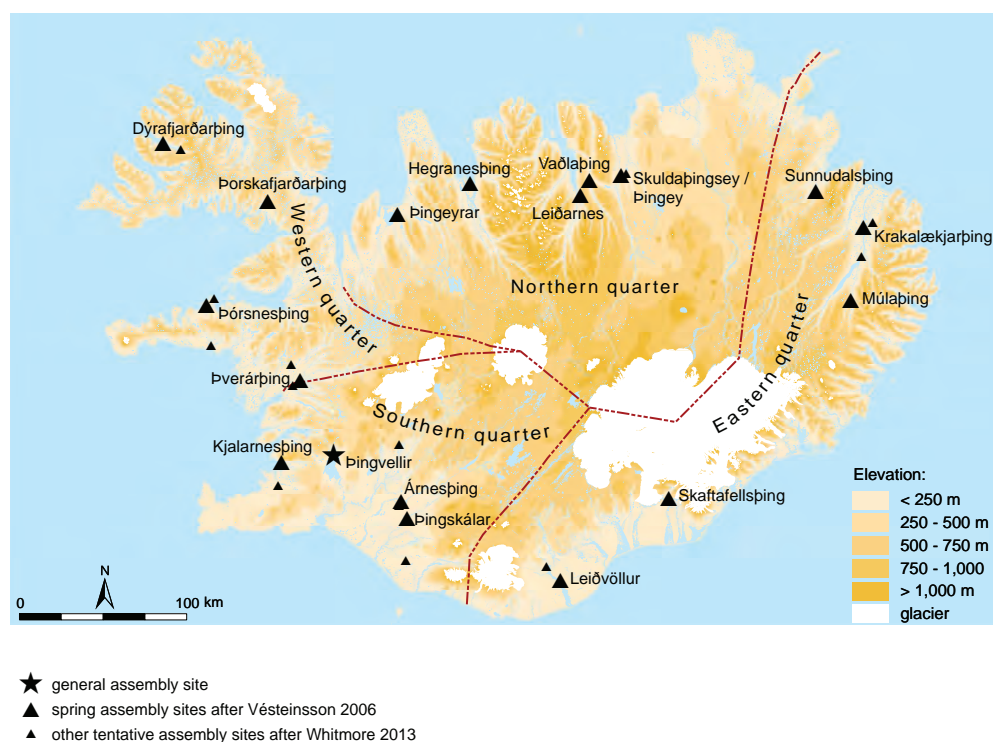 Dýrafjarðarþing
Þorskafjarðarþing
Hegranesþing
Þingeyrar
Vaðlaþing
Leiðarnes
Skuldaþingsey /
Þingey
Sunnudalsþing
Krakalækjarþing
Múlaþing
Western quarter
Northern quarter
Eastern quarter
Southern quarter
Þórsnesþing
Þverárþing
Kjalarnesþing
Þingvellir
Árnesþing
Þingskálar
Skaftafellsþing
Leiðvöllur
N
0 100 km
Elevation:
< 250 m
250 - 500 m
500 - 750 m
750 - 1,000
> 1,000 m
glacier
general assembly site
spring assembly sites after Vésteinsson 2006
other tentative assembly sites after Whitmore 2013